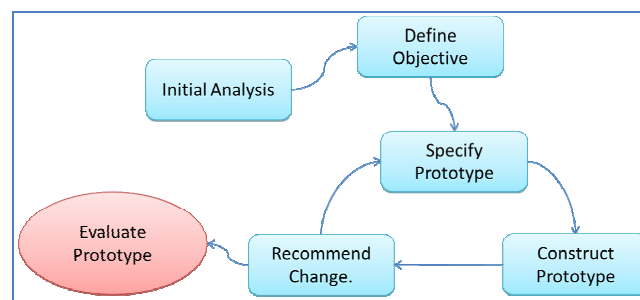 Define
Objective
Initial Analysis
Specify
Prototype
Evaluate
Prototype
Recommend
Change.
Construct
Prototype